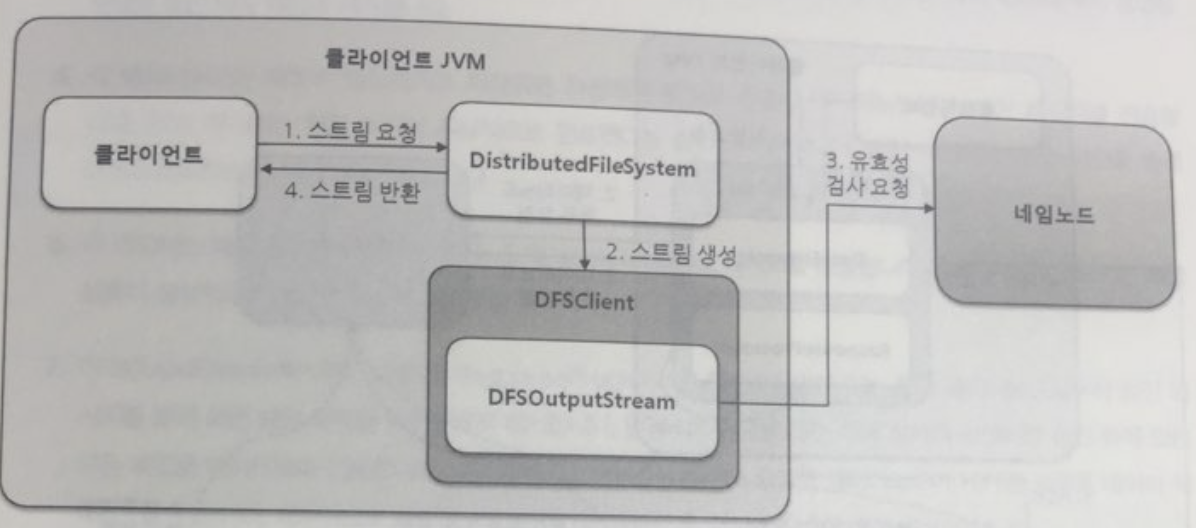 클라이언트 JVM
클라이언트
1. 스트림 요청
4. 스트림 반환
DistributedFileSystem
2. 스트림 생성
3. 유효성
검사 요청
네임노드
DFSClient
DFSOutputStream